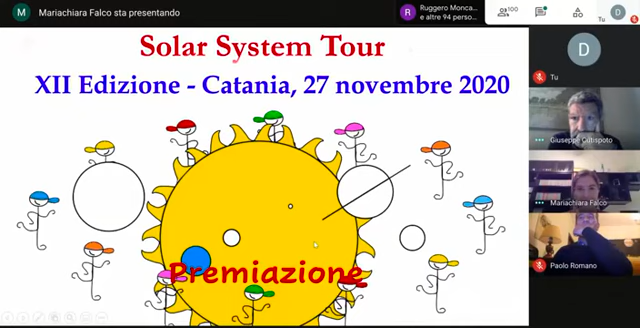 M Mariachiara Falco sta presentando
R Ruggero Monca...
e altre 94 perso...
100
Tu
D
Solar System Tour
XII Edizione - Catania, 27 novembre 2020
D
Tu
Giuseppe Cutispoto
Mariachiara Falco
Paolo Romano
Premiazione